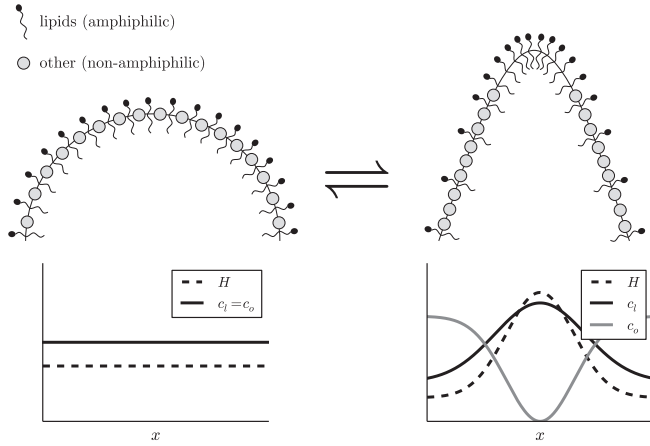 lipids (amphiphilic)
other (non-amphiphilic)
H
c_l = c_o
x
H
c_l
c_o
x